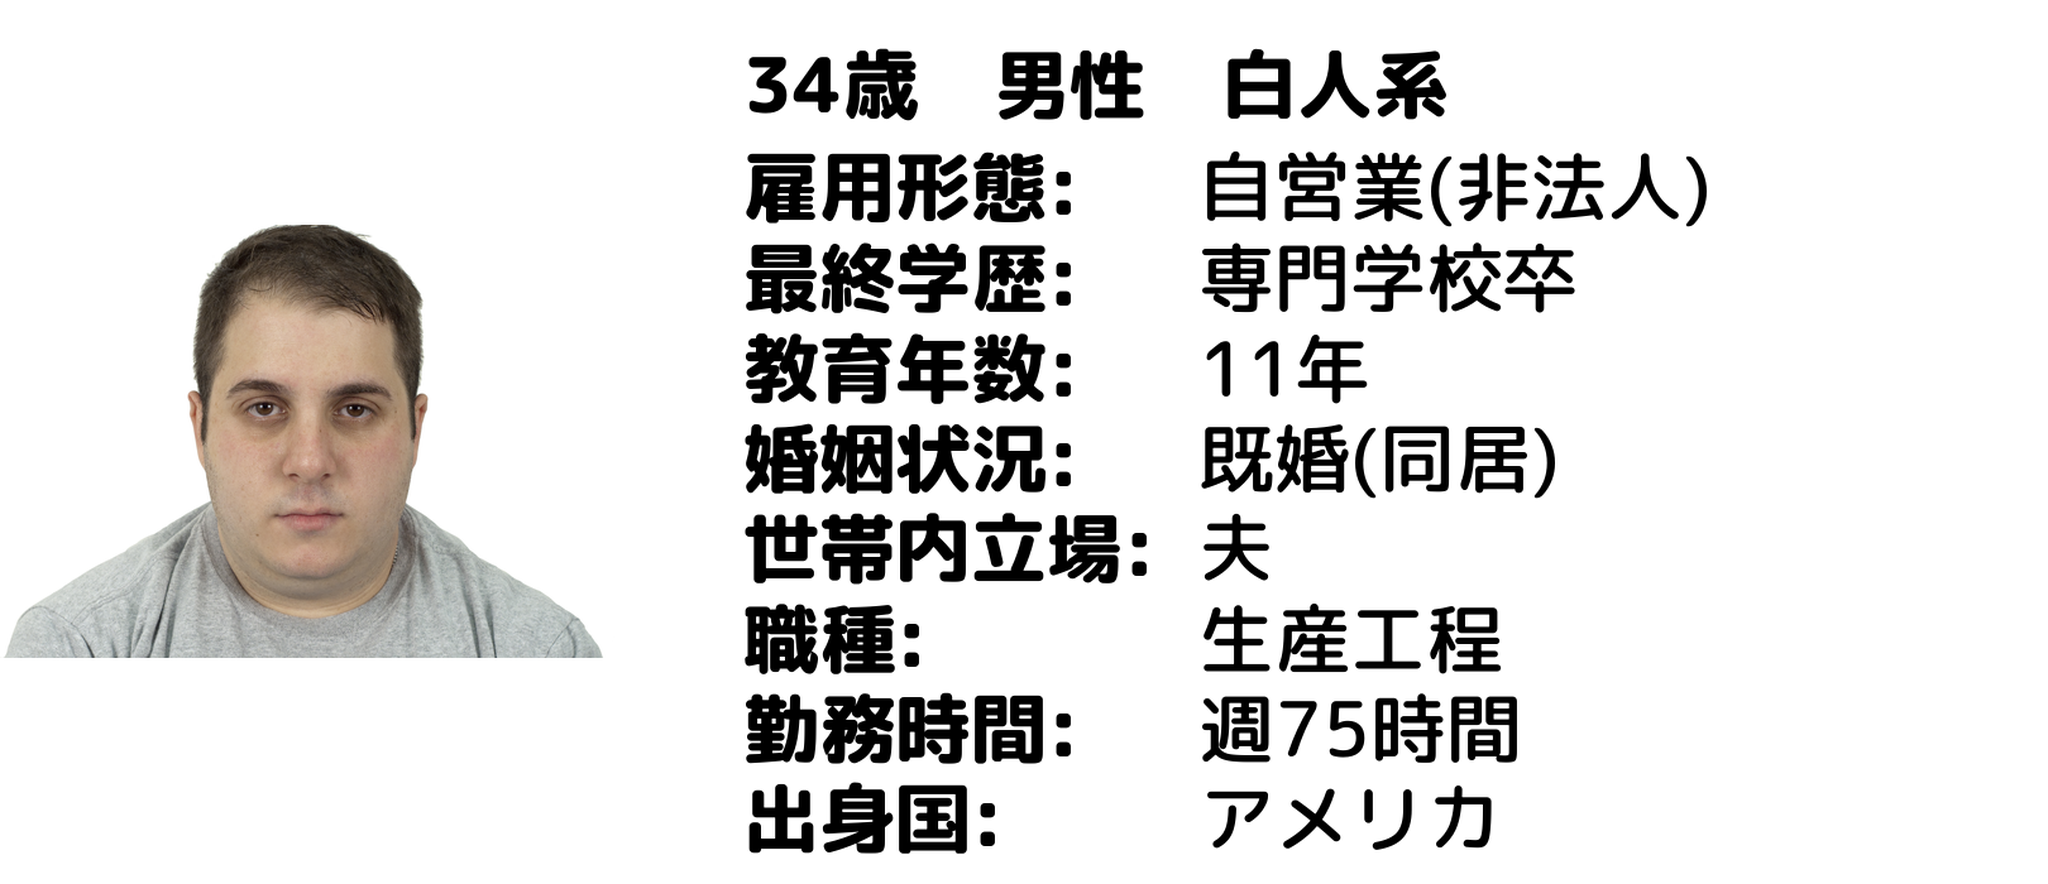 34歳　男性　白人系
雇用形態: 自営業(非法人)
最終学歴: 専門学校卒
教育年数: 11年
婚姻状況: 既婚(同居)
世帯内立場: 夫
職種: 生産工程
勤務時間: 週75時間
出身国: アメリカ